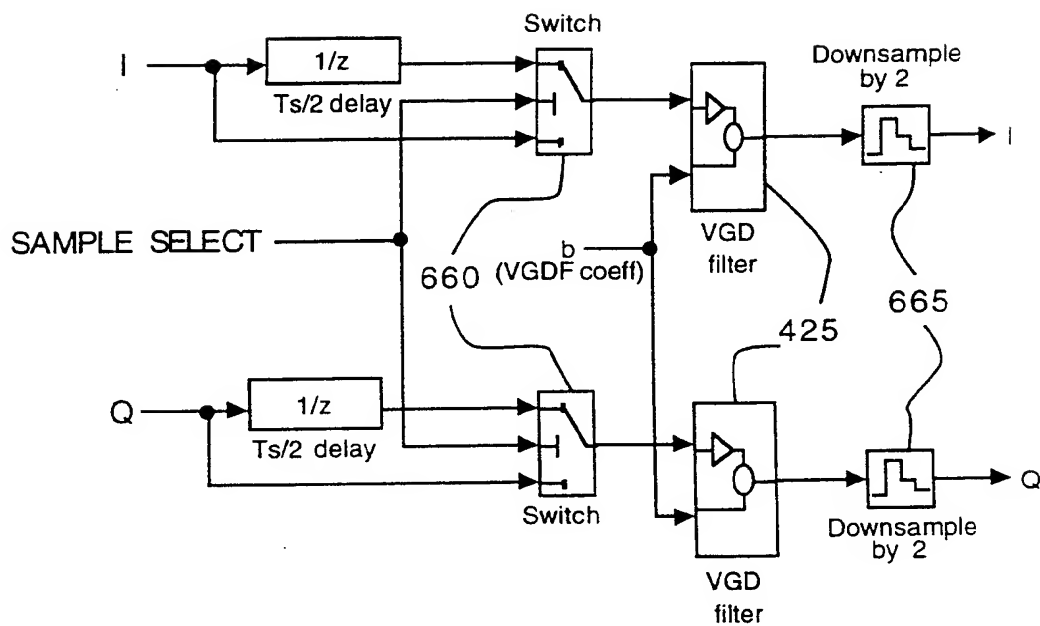 Switch
I
1/z
Ts/2 delay
Downsample
by 2
I
SAMPLE SELECT
660
b
(VGDF coeff)
VGD
filter
425
665
Q
1/z
Ts/2 delay
Switch
VGD
filter
Downsample
by 2
Q